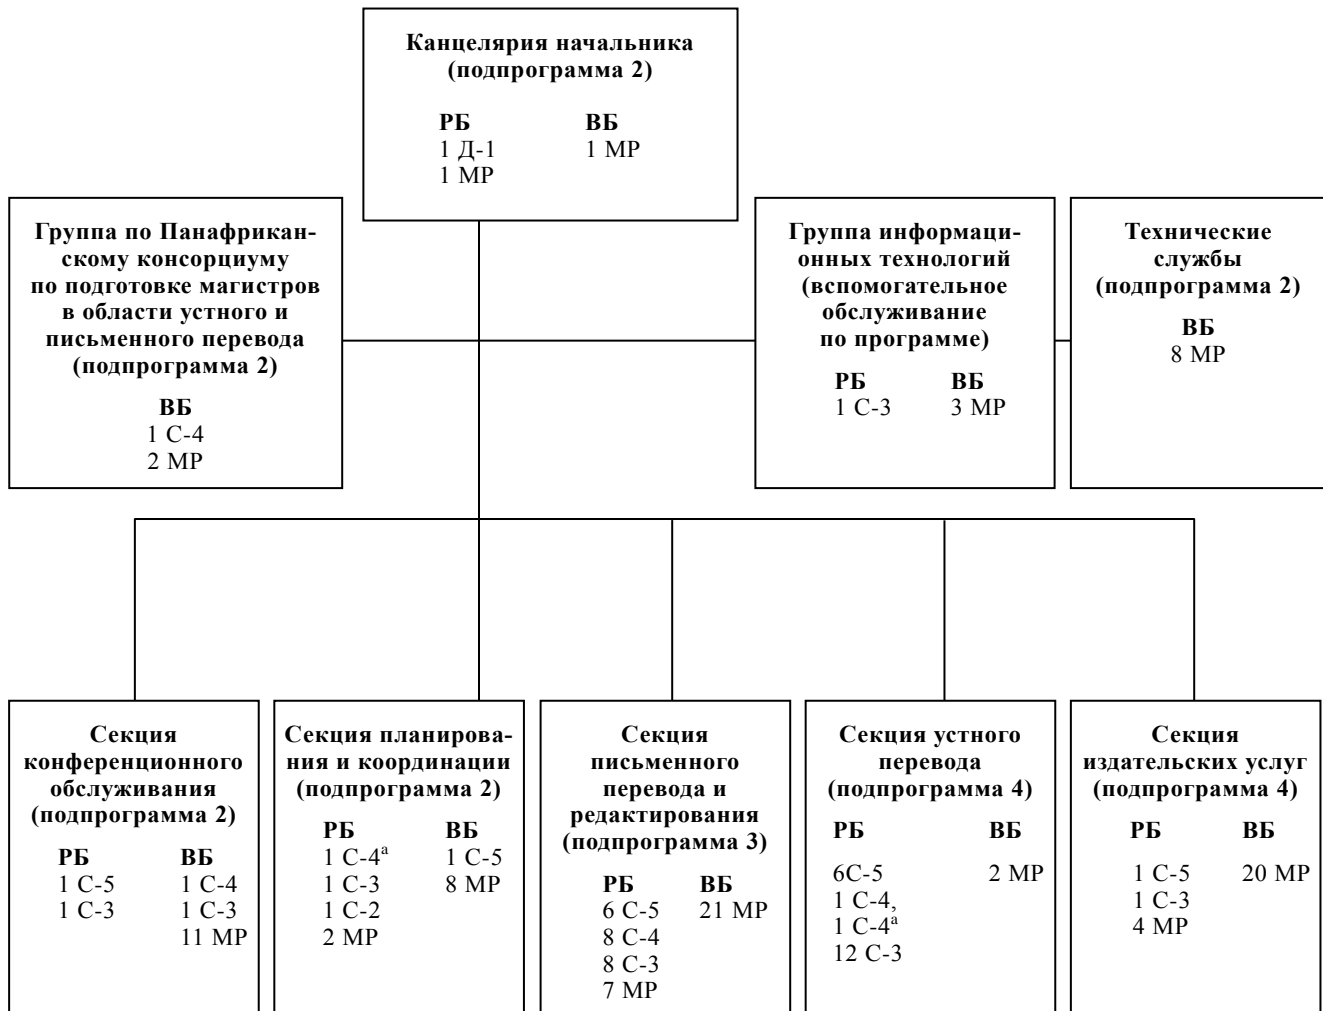 Канцелярия начальника
(подпрограмма 2)
РБ ВБ
1 Д-1 1 МР
1 МР
Группа по Панафрикан-
скому консорциуму
по подготовке магистров
в области устного и
письменного перевода
(подпрограмма 2)
ВБ
1 С-4
2 МР
Группа информаци-
онных технологий
(вспомогательное
обслуживание
по программе)
РБ ВБ
1 С-3 3 МР
Технические
службы
(подпрограмма 2)
ВБ
8 МР
Секция
конференционного
обслуживания
(подпрограмма 2)
РБ ВБ
1 С-5 1 С-4
1 С-3 1 С-3
11 МР
Секция планирова-
ния и координации
(подпрограмма 2)
РБ ВБ
1 С-4ᵃ 1 С-5
1 С-3 8 МР
1 С-2
2 МР
Секция
письменного
перевода и
редактирования
(подпрограмма 3)
РБ ВБ
6 С-5 21 МР
8 С-4
8 С-3
7 МР
Секция устного
перевода
(подпрограмма 4)
РБ ВБ
6С-5 2 МР
1 С-4,
1 С-4ᵃ
12 С-3
Секция
издательских услуг
(подпрограмма 4)
РБ ВБ
1 С-5 20 МР
1 С-3
4 МР